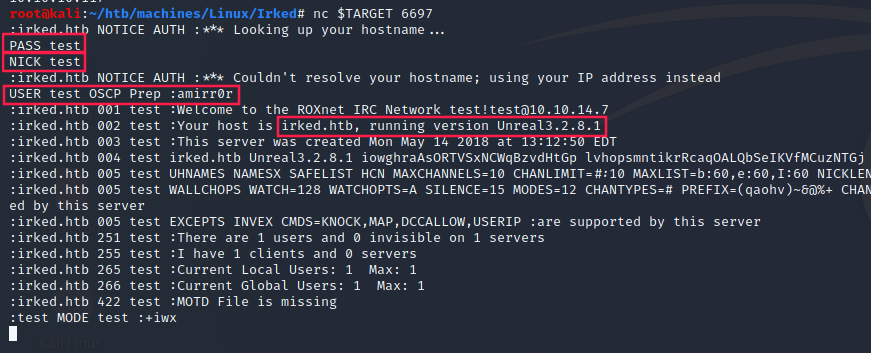 10.10.10.117
root@kali:~/htb/machines/Linux/Irked# nc $TARGET 6697
:irked.htb NOTICE AUTH :*** Looking up your hostname...
PASS test
NICK test
:irked.htb NOTICE AUTH :*** Couldn't resolve your hostname; using your IP address instead
USER test OSCP Prep :amirr0r
:irked.htb 001 test :Welcome to the ROXnet IRC Network test!test@10.10.14.7
:irked.htb 002 test :Your host is irked.htb, running version Unreal3.2.8.1
:irked.htb 003 test :This server was created Mon May 14 2018 at 13:12:50 EDT
:irked.htb 004 test irked.htb Unreal3.2.8.1 iowghraAsORTVSxNCWqBzvdHtGp lvhopsmntikrRcaqOALQbSeIKVfMCuzNTGj
:irked.htb 005 test UHNAMES NAMESX SAFELIST HCN MAXCHANNELS=10 CHANLIMIT=#:10 MAXLIST=b:60,e:60,I:60 NICKLEN
:irked.htb 005 test WALLCHOPS WATCH=128 WATCHOPTS=A SILENCE=15 MODES=12 CHANTYPES=# PREFIX=(qaohv)~&@%+ CHAN
ed by this server
:irked.htb 005 test EXCEPTS INVEX CMDS=KNOCK,MAP,DCCALLOW,USERIP :are supported by this server
:irked.htb 251 test :There are 1 users and 0 invisible on 1 servers
:irked.htb 255 test :I have 1 clients and 0 servers
:irked.htb 265 test :Current Local Users: 1  Max: 1
:irked.htb 266 test :Current Global Users: 1  Max: 1
:irked.htb 422 test :MOTD File is missing
:test MODE test :+iwx
Kali Linux